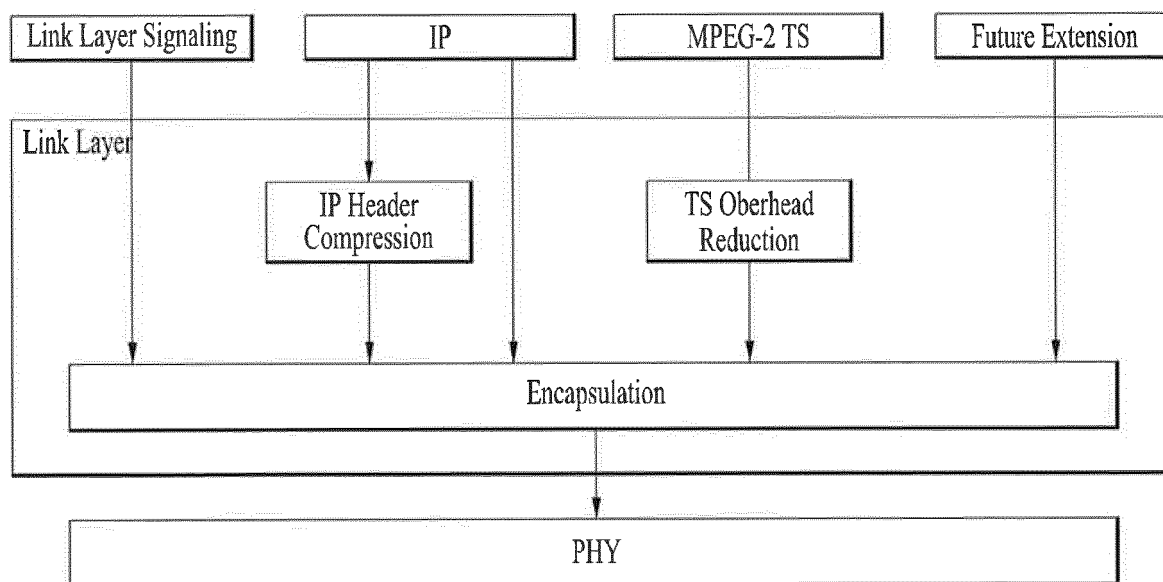 Link Layer Signaling
IP
MPEG-2 TS
Future Extension
Link Layer
IP Header
Compression
TS Oberhead
Reduction
Encapsulation
PHY